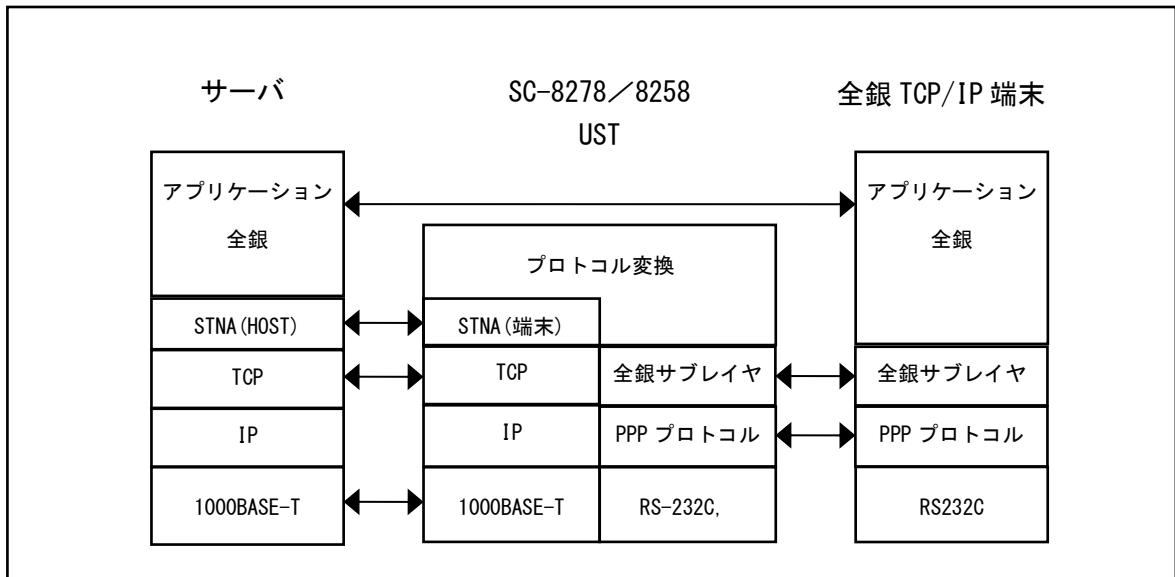 サーバ
SC-8278／8258
UST
全銀 TCP/IP 端末
アプリケーション
全銀
プロトコル変換
アプリケーション
全銀
STNA(HOST)
STNA(端末)
TCP
TCP
全銀サブレイヤ
全銀サブレイヤ
IP
IP
PPP プロトコル
PPP プロトコル
1000BASE-T
1000BASE-T
RS-232C,
RS232C